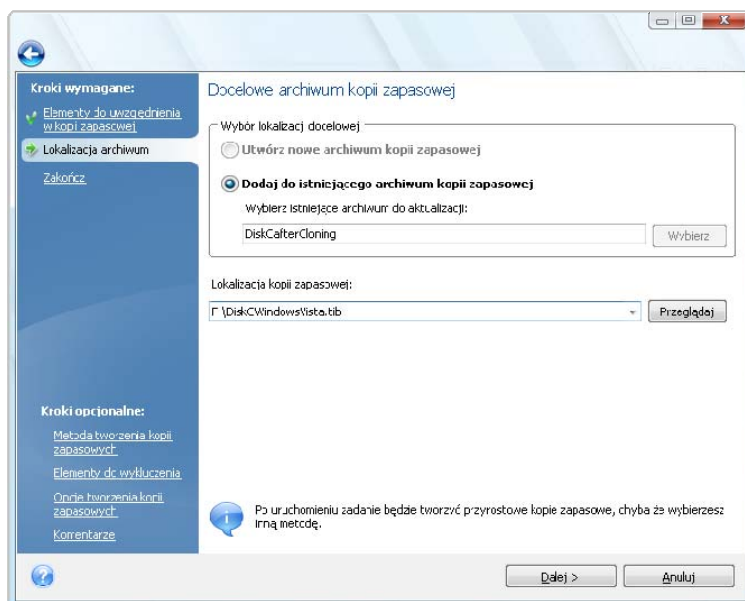 Kroki wymagane:
Elementy do uwzględnienia
w kopii zapasowej
Lokalizacja archiwum
Zakończ
Kroki opcjonalne:
Metoda tworzenia kopii
zapasowych
Elementy do wykluczenia
Opcje tworzenia kopii
zapasowych
Komentarze
Docelowe archiwum kopii zapasowej
Wybór lokalizacji docelowej
Utwórz nowe archiwum kopii zapasowej
Dodaj do istniejącego archiwum kopii zapasowej
Wybierz istniejące archiwum do aktualizacji:
DiskCafterCloning
Wybierz
Lokalizacja kopii zapasowej:
F:\DiskCWindowsVista.tib
Przeglądaj
Po uruchomieniu zadanie będzie tworzyć przyrostowe kopie zapasowe, chyba że wybierzesz
inną metodę.
Dalej >
Anuluj